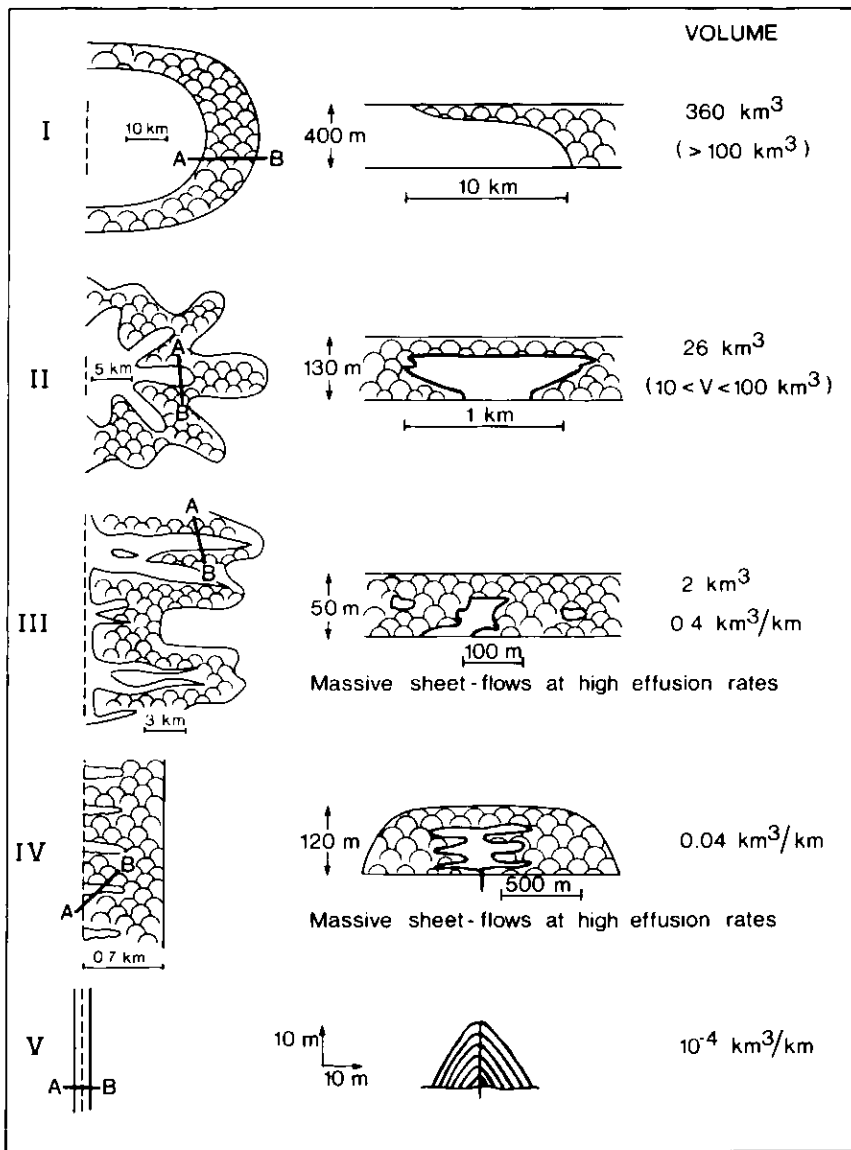 VOLUME
I
10 km
A B
400 m
10 km
360 km³
( > 100 km³ )
II
5 km
A
B
130 m
1 km
26 km³
(10 < V < 100 km³)
III
A
B
3 km
50 m
100 m
2 km³
0 4 km³/km
Massive sheet-flows at high effusion rates
IV
B
A
0 7 km
120 m
500 m
0.04 km³/km
Massive sheet-flows at high effusion rates
V
A B
10 m
10 m
10⁻⁴ km³/km